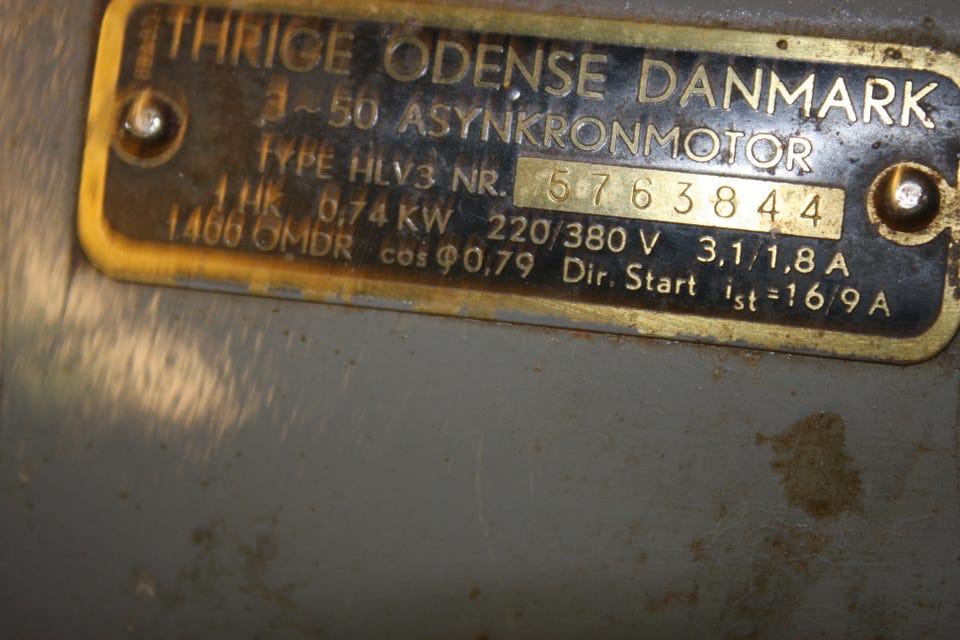 THRIGE ODENSE DANMARK
3~50 ASYNKRONMOTOR
TYPE HLV3 NR. 5763844
1 HK 0,74 KW 220/380 V 3,1/1,8 A
1400 OMDR cos φ 0,79 Dir. Start ist=16/9 A